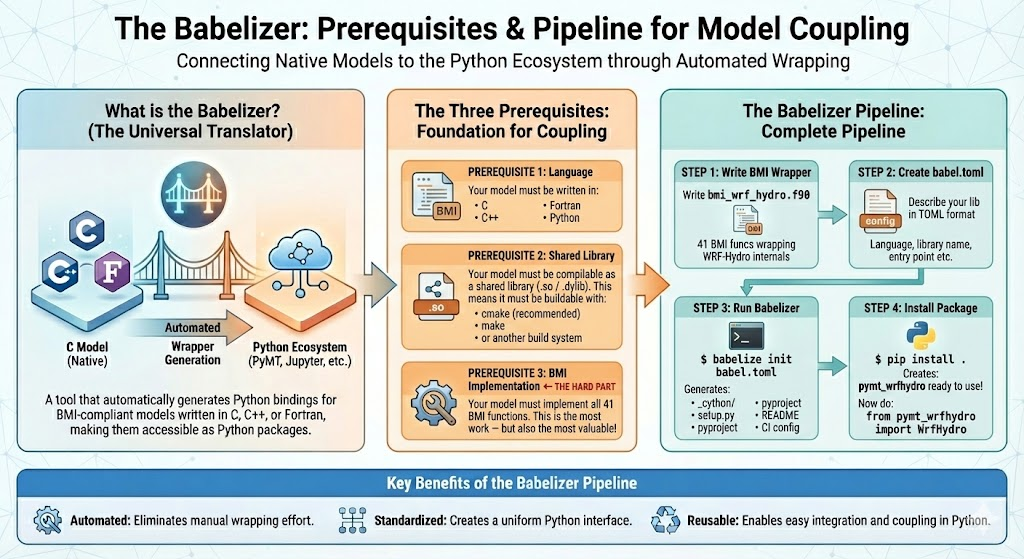 The Babelizer: Prerequisites & Pipeline for Model Coupling
Connecting Native Models to the Python Ecosystem through Automated Wrapping
What is the Babelizer?
(The Universal Translator)
C
C++
F
Automated
Wrapper
Generation
C Model
(Native)
Python Ecosystem
(PyMT, Jupyter, etc.)
A tool that automatically generates Python bindings for
BMI-compliant models written in C, C++, or Fortran,
making them accessible as Python packages.
The Three Prerequisites:
Foundation for Coupling
PREREQUISITE 1: Language
BMI
Your model must be written in:
• C
• C++
• Fortran
• Python
PREREQUISITE 2: Shared Library
.so
Your model must be compilable as
a shared library (.so / .dylib). This
means it must be buildable with:
• cmake (recommended)
• make
• or another build system
PREREQUISITE 3: BMI
Implementation ← THE HARD PART
Your model must implement all 41
BMI functions. This is the most
work — but also the most valuable!
The Babelizer Pipeline:
Complete Pipeline
STEP 1: Write BMI Wrapper
Write bmi_wrf_hydro.f90
41 BMI funcs wrapping
WRF-Hydro internals
STEP 2: Create babel.toml
config
Describe your lib
in TOML format
Language, library name,
entry point etc.
STEP 3: Run Babelizer
>_
$ babelize init
babel.toml
Generates:
• _cython/
• setup.py
• pyproject
• pyproject
• README
• CI config
STEP 4: Install Package
$ pip install .
Creates:
pymt_wrfhydro ready to use!
Now do:
from pymt_wrfhydro
import WrfHydro
Key Benefits of the Babelizer Pipeline
Automated: Eliminates manual wrapping effort.
Standardized: Creates a uniform Python interface.
Reusable: Enables easy integration and coupling in Python.